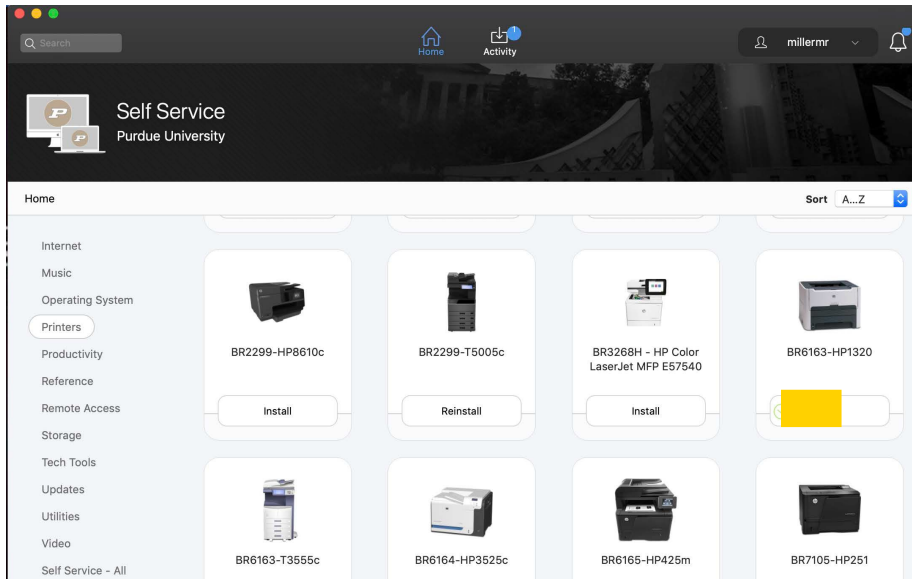 Search
Home
Activity
1
millermr
Self Service
Purdue University
Home
Sort A...Z
Internet
Music
Operating System
Printers
Productivity
Reference
Remote Access
Storage
Tech Tools
Updates
Utilities
Video
Self Service - All
BR2299-HP8610c
Install
BR2299-T5005c
Reinstall
BR3268H - HP Color
LaserJet MFP E57540
Install
BR6163-HP1320
BR6163-T3555c
BR6164-HP3525c
BR6165-HP425m
BR7105-HP251